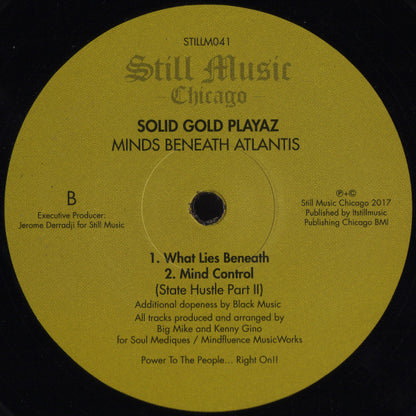 STILLM041
Still Music
-Chicago-
SOLID GOLD PLAYAZ
MINDS BENEATH ATLANTIS
B
Executive Producer:
Jerome Derradji for Still Music
℗+©
Still Music Chicago 2017
Published by Itstillmusic
Publishing Chicago BMI
1. What Lies Beneath
2. Mind Control
(State Hustle Part II)
Additional dopeness by Black Music
All tracks produced and arranged by
Big Mike and Kenny Gino
for Soul Mediques / Mindfluence MusicWorks
Power To The People... Right On!!